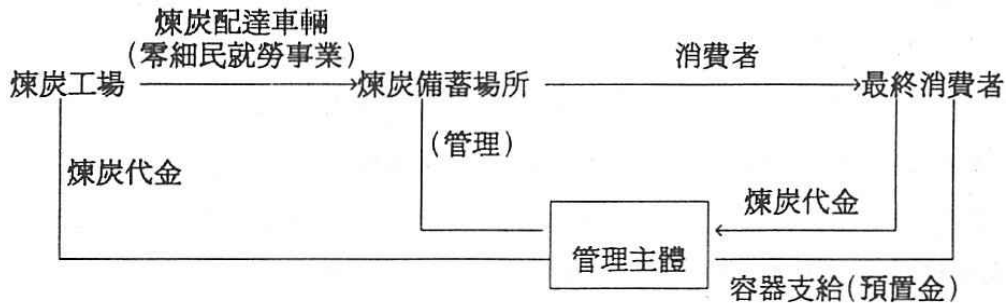 煉炭配達車輛
(零細民就勞事業)
消費者
煉炭工場
煉炭備蓄場所
最終消費者
(管理)
煉炭代金
煉炭代金
管理主體
容器支給(預置金)